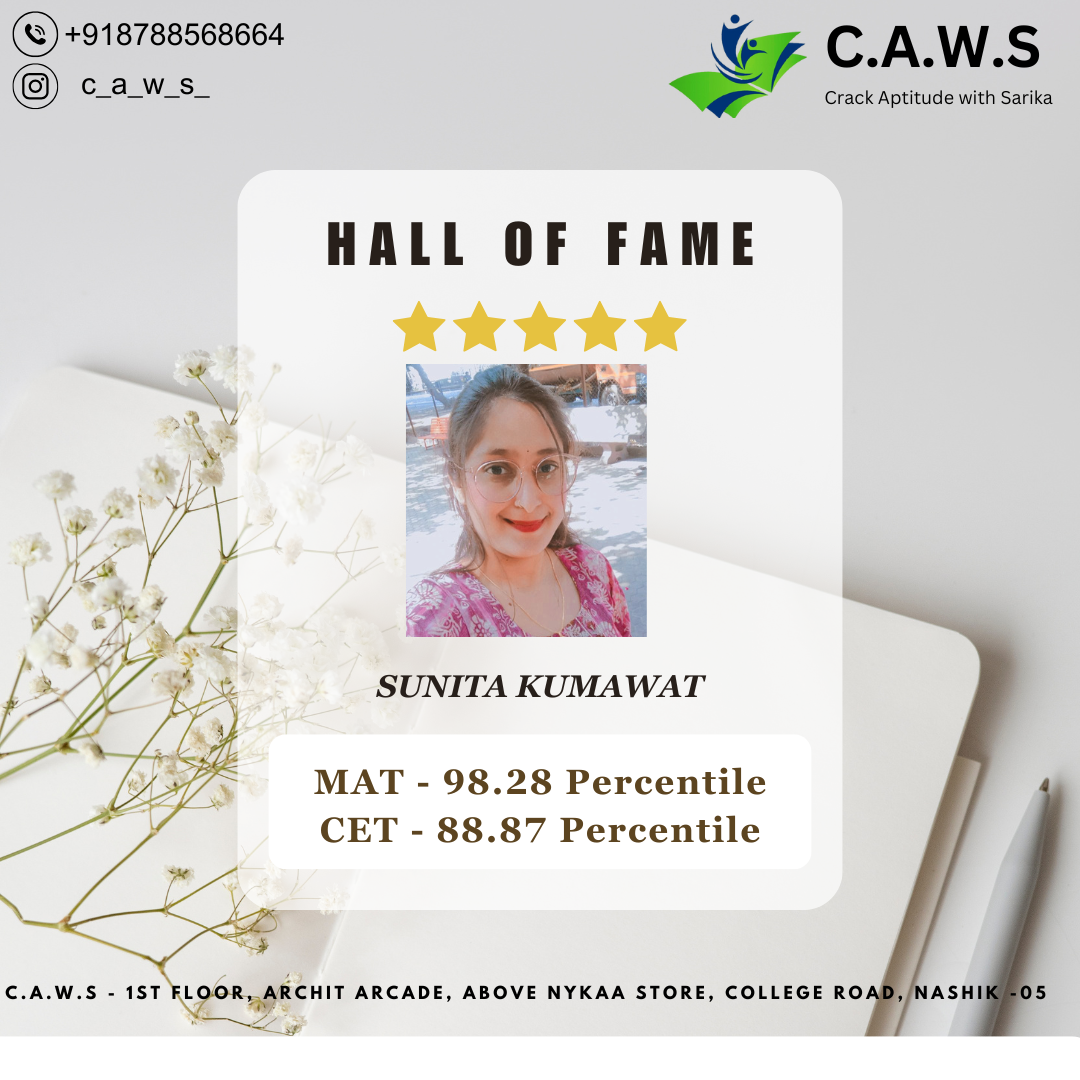 +918788568664
c_a_w_s_
C.A.W.S
Crack Aptitude with Sarika
HALL OF FAME
SUNITA KUMAWAT
MAT - 98.28 Percentile
CET - 88.87 Percentile
C.A.W.S - 1ST FLOOR, ARCHIT ARCADE, ABOVE NYKAA STORE, COLLEGE ROAD, NASHIK -05